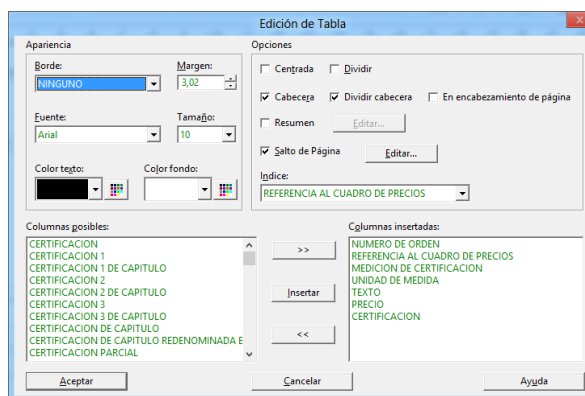 Edición de Tabla
Apariencia
Borde:
Margen:
NINGUNO
3,02
Fuente:
Tamaño:
Arial
10
Color texto:
Color fondo:
Opciones
Centrada
Dividir
Cabecera
Dividir cabecera
En encabezamiento de página
Resumen
Editar...
Salto de Página
Editar...
Indice:
REFERENCIA AL CUADRO DE PRECIOS
Columnas posibles:
CERTIFICACION
CERTIFICACION 1
CERTIFICACION 1 DE CAPITULO
CERTIFICACION 2
CERTIFICACION 2 DE CAPITULO
CERTIFICACION 3
CERTIFICACION 3 DE CAPITULO
CERTIFICACION DE CAPITULO
CERTIFICACION DE CAPITULO REDENOMINADA E
CERTIFICACION PARCIAL
>>
Insertar
<<
Columnas insertadas:
NUMERO DE ORDEN
REFERENCIA AL CUADRO DE PRECIOS
MEDICION DE CERTIFICACION
UNIDAD DE MEDIDA
TEXTO
PRECIO
CERTIFICACION
Aceptar
Cancelar
Ayuda